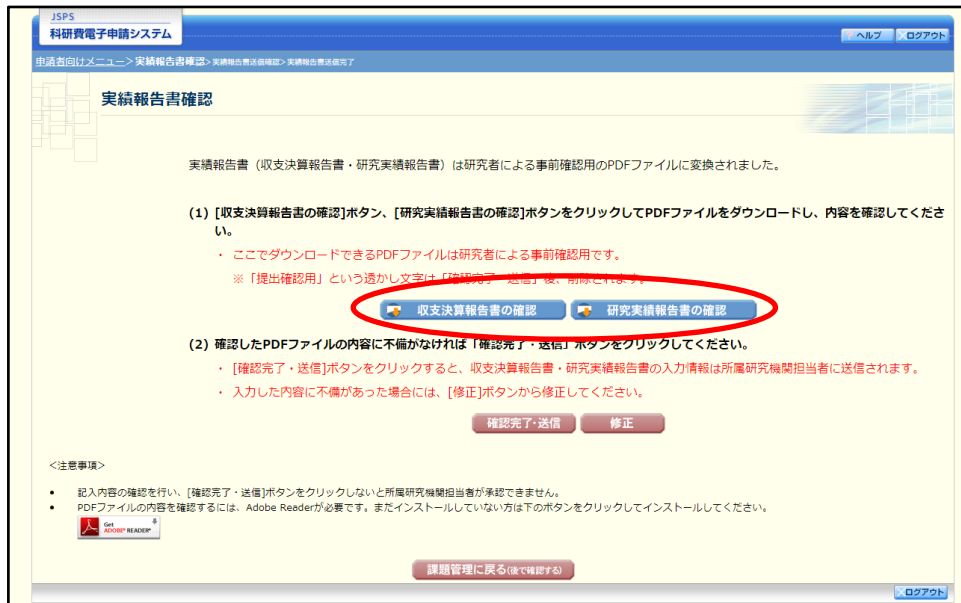 JSPS
科研費電子申請システム
? ヘルプ
ログアウト
申請者向けメニュー>実績報告書確認>実績報告書送信確認>実績報告書送信完了
実績報告書確認
実績報告書（収支決算報告書・研究実績報告書）は研究者による事前確認用のPDFファイルに変換されました。
(1) [収支決算報告書の確認]ボタン、[研究実績報告書の確認]ボタンをクリックしてPDFファイルをダウンロードし、内容を確認してくださ
い。
・ ここでダウンロードできるPDFファイルは研究者による事前確認用です。
※「提出確認用」という透かし文字は「確認完了・送信」後、削除されます。
収支決算報告書の確認
研究実績報告書の確認
(2) 確認したPDFファイルの内容に不備がなければ「確認完了・送信」ボタンをクリックしてください。
・ [確認完了・送信]ボタンをクリックすると、収支決算報告書・研究実績報告書の入力情報は所属研究機関担当者に送信されます。
・ 入力した内容に不備があった場合には、[修正]ボタンから修正してください。
確認完了・送信
修正
<注意事項>
• 記入内容の確認を行い、[確認完了・送信]ボタンをクリックしないと所属研究機関担当者が承認できません。
• PDFファイルの内容を確認するには、Adobe Readerが必要です。まだインストールしていない方は下のボタンをクリックしてインストールしてください。
Get
ADOBE® READER®
課題管理に戻る(後で確認する)
ログアウト